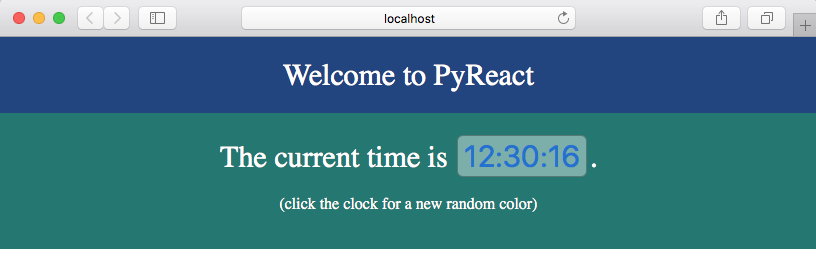 localhost
Welcome to PyReact
The current time is 12:30:16.
(click the clock for a new random color)